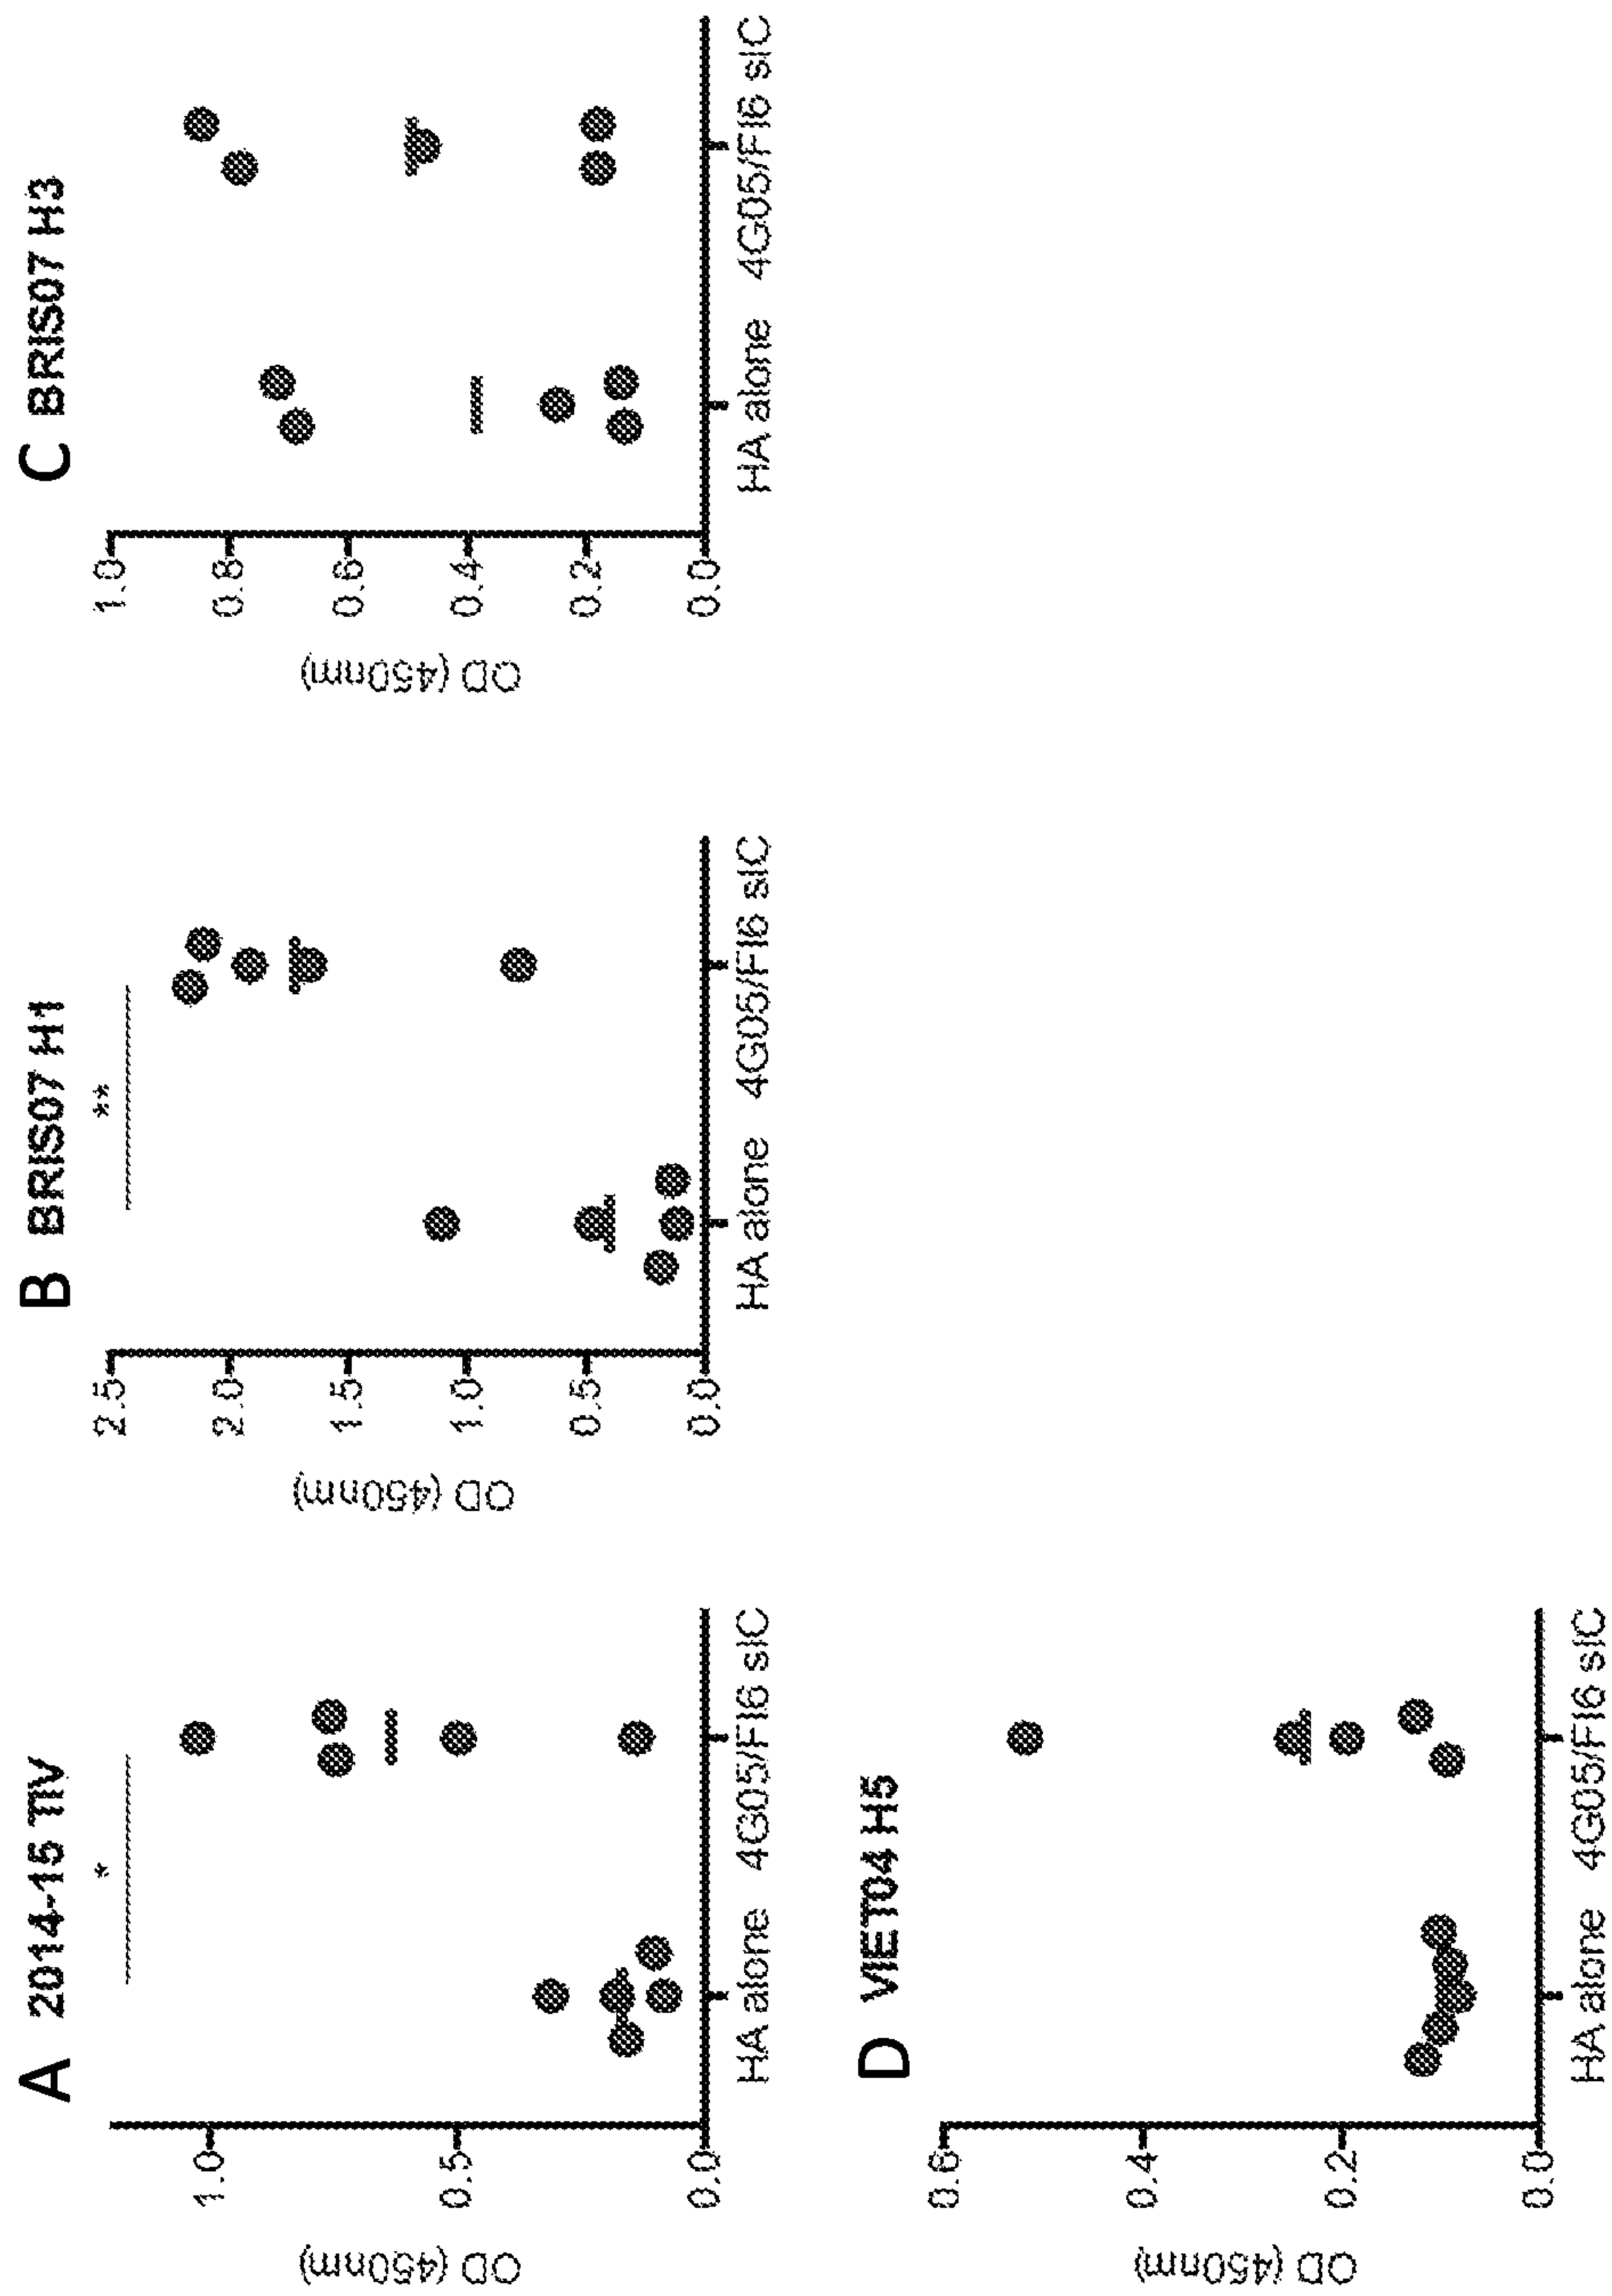 A 2014-15 TIV
*
OD (450nm)
1.0
0.5
0.0
HA alone 4G05/FI6 sIC
B BRIS07 H1
**
OD (450nm)
2.5
2.0
1.5
1.0
0.5
0.0
HA alone 4G05/FI6 sIC
C BRIS07 H3
OD (450nm)
1.0
0.8
0.6
0.4
0.2
0.0
HA alone 4G05/FI6 sIC
D VIET04 H5
OD (450nm)
0.6
0.4
0.2
0.0
HA alone 4G05/FI6 sIC